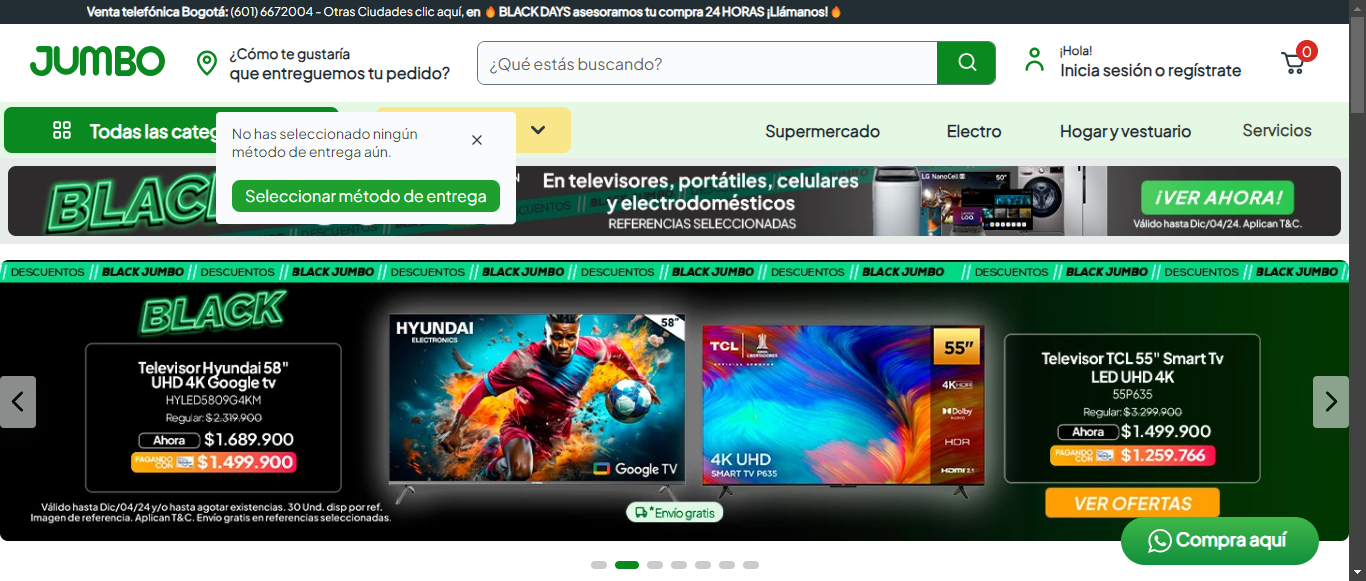 Venta telefónica Bogotá: (601) 6672004 - Otras Ciudades clic aquí, en 🔥 BLACK DAYS asesoramos tu compra 24 HORAS ¡Llámanos! 🔥
JUMBO
¿Cómo te gustaría
que entreguemos tu pedido?
¿Qué estás buscando?
¡Hola!
Inicia sesión o regístrate
0
Todas las categ
Supermercado
Electro
Hogar y vestuario
Servicios
No has seleccionado ningún
método de entrega aún.
Seleccionar método de entrega
BLACK
En televisores, portátiles, celulares
y electrodomésticos
REFERENCIAS SELECCIONADAS
LG NanoCell
50"
¡VER AHORA!
Válido hasta Dic/04/24. Aplican T&C.
DESCUENTOS // BLACK JUMBO // DESCUENTOS // BLACK JUMBO // DESCUENTOS // BLACK JUMBO // DESCUENTOS // BLACK JUMBO // DESCUENTOS // BLACK JUMBO // DESCUENTOS // BLACK JUMBO // DESCUENTOS // BLACK JUMBO
BLACK
Televisor Hyundai 58"
UHD 4K Google tv
HYLED5809G4KM
Regular: $2.319.900
Ahora $1.689.900
PAGANDO CON $1.499.900
Válido hasta Dic/04/24 y/o hasta agotar existencias. 30 Und. disp por ref.
Imagen de referencia. Aplican T&C. Envío gratis en referencias seleccionadas.
HYUNDAI
ELECTRONICS
58"
Google TV
TCL
LIBERTADORES
55"
4K HDR
Dolby
AUDIO
HDR
HDMI 2.1
4K UHD
SMART TV P635
*Envío gratis
Televisor TCL 55" Smart Tv
LED UHD 4K
55P635
Regular: $3.299.900
Ahora $1.499.900
PAGANDO CON $1.259.766
VER OFERTAS
Compra aquí